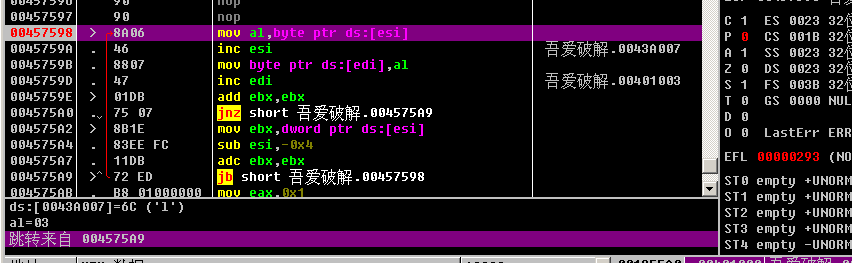 00457597 90 nop
00457598 > 8A06 mov al,byte ptr ds:[esi]
0045759A . 46 inc esi 吾爱破解.0043A007
0045759B . 8807 mov byte ptr ds:[edi],al
0045759D . 47 inc edi 吾爱破解.00401003
0045759E > 01DB add ebx,ebx
004575A0 . 75 07 jnz short 吾爱破解.004575A9
004575A2 > 8B1E mov ebx,dword ptr ds:[esi]
004575A4 . 83EE FC sub esi,-0x4
004575A7 . 11DB adc ebx,ebx
004575A9 > 72 ED jb short 吾爱破解.00457598
004575AB . B8 01000000 mov eax,0x1
ds:[0043A007]=6C ('l')
al=03
跳转来自 004575A9
C 1 ES 0023 32位
P 0 CS 001B 32位
A 1 SS 0023 32位
Z 0 DS 0023 32位
S 1 FS 003B 32位
T 0 GS 0000 NUL
D 0
O 0 LastErr ERR
EFL 00000293 (NO
ST0 empty +UNORM
ST1 empty +UNORM
ST2 empty +UNORM
ST3 empty +UNORM
ST4 empty -UNORM